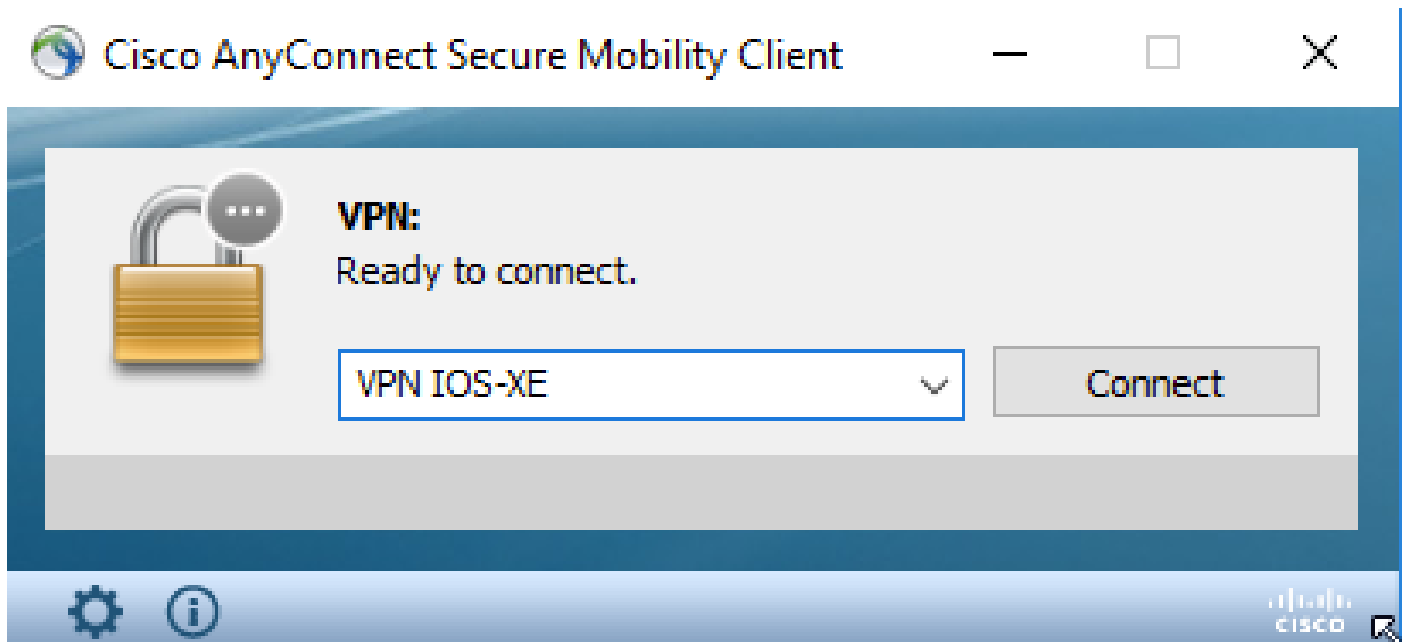 Cisco AnyConnect Secure Mobility Client
VPN:
Ready to connect.
VPN IOS-XE
Connect
CISCO